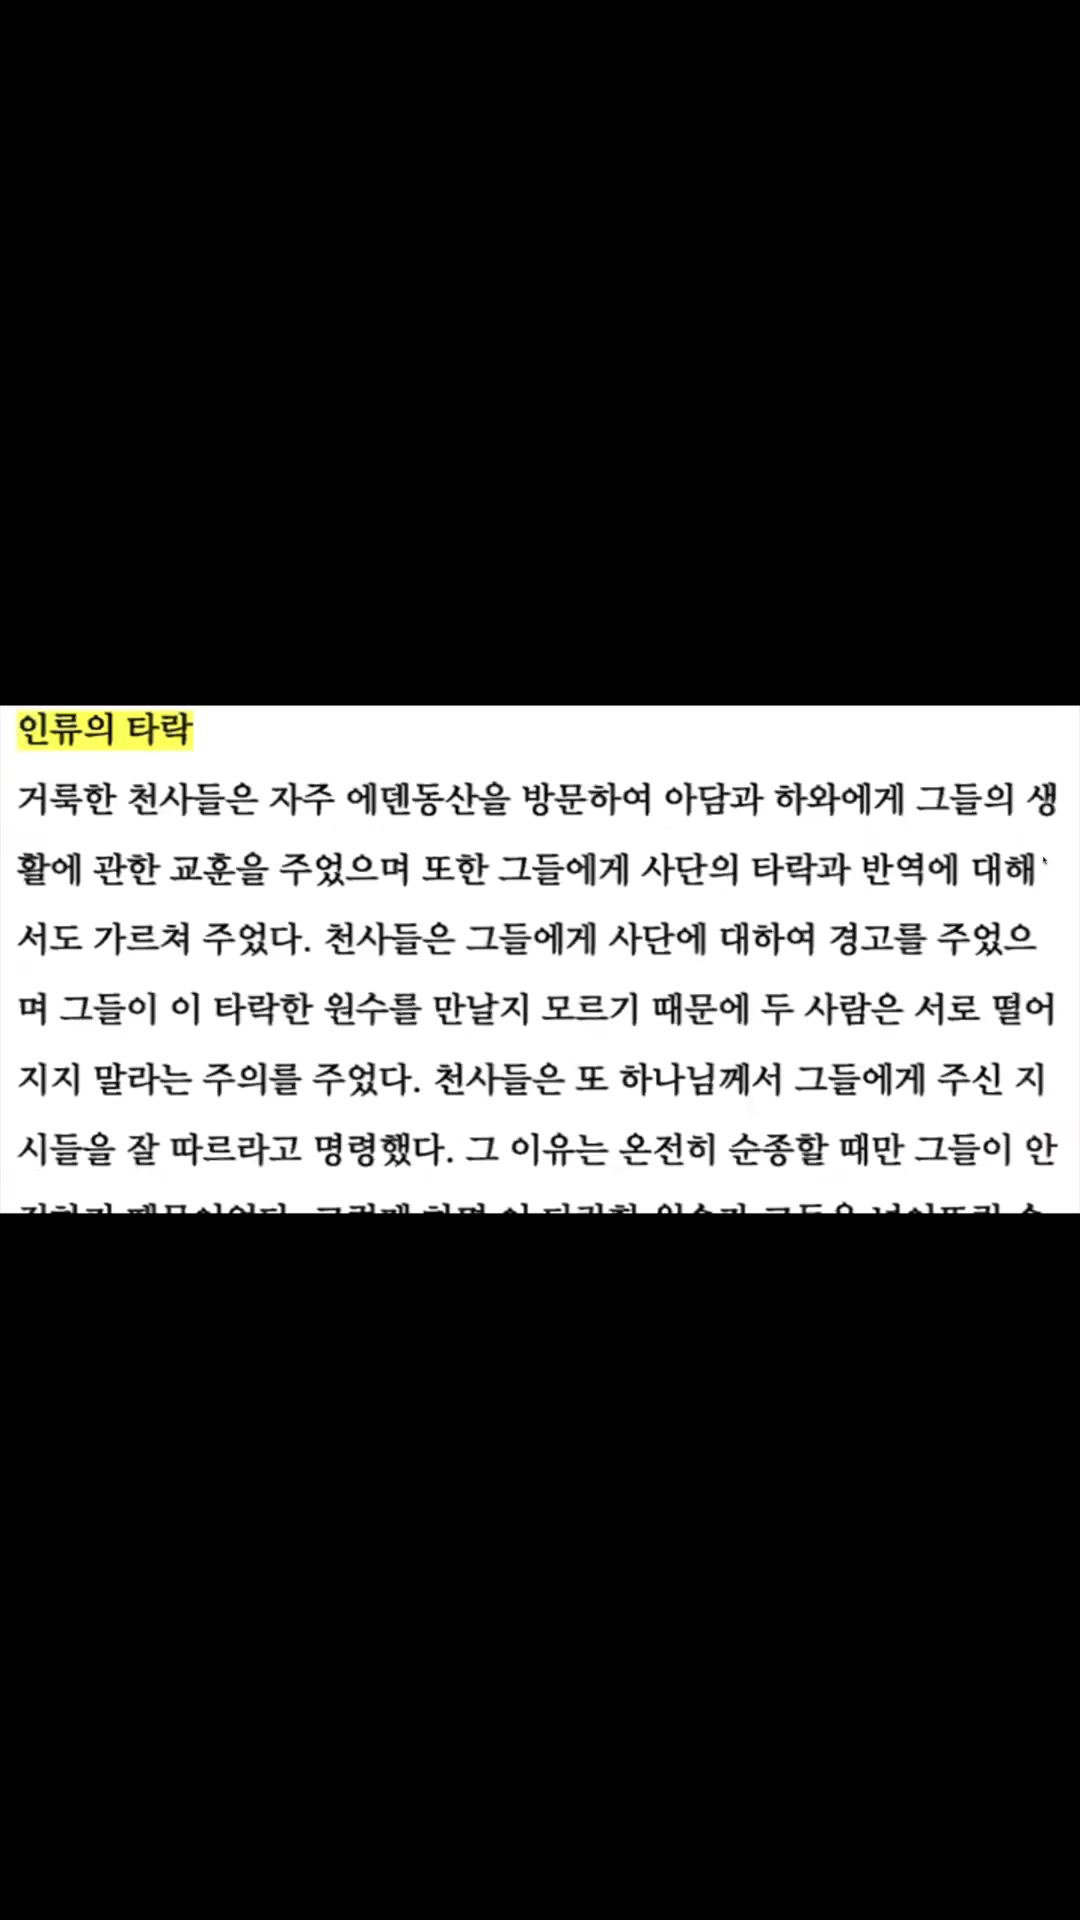 인류의 타락
거룩한 천사들은 자주 에덴동산을 방문하여 아담과 하와에게 그들의 생
활에 관한 교훈을 주었으며 또한 그들에게 사단의 타락과 반역에 대해
서도 가르쳐 주었다. 천사들은 그들에게 사단에 대하여 경고를 주었으
며 그들이 이 타락한 원수를 만날지 모르기 때문에 두 사람은 서로 떨어
지지 말라는 주의를 주었다. 천사들은 또 하나님께서 그들에게 주신 지
시들을 잘 따르라고 명령했다. 그 이유는 온전히 순종할 때만 그들이 안